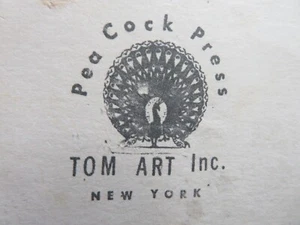 Pea Cock Press
TOM ART Inc.
NEW YORK